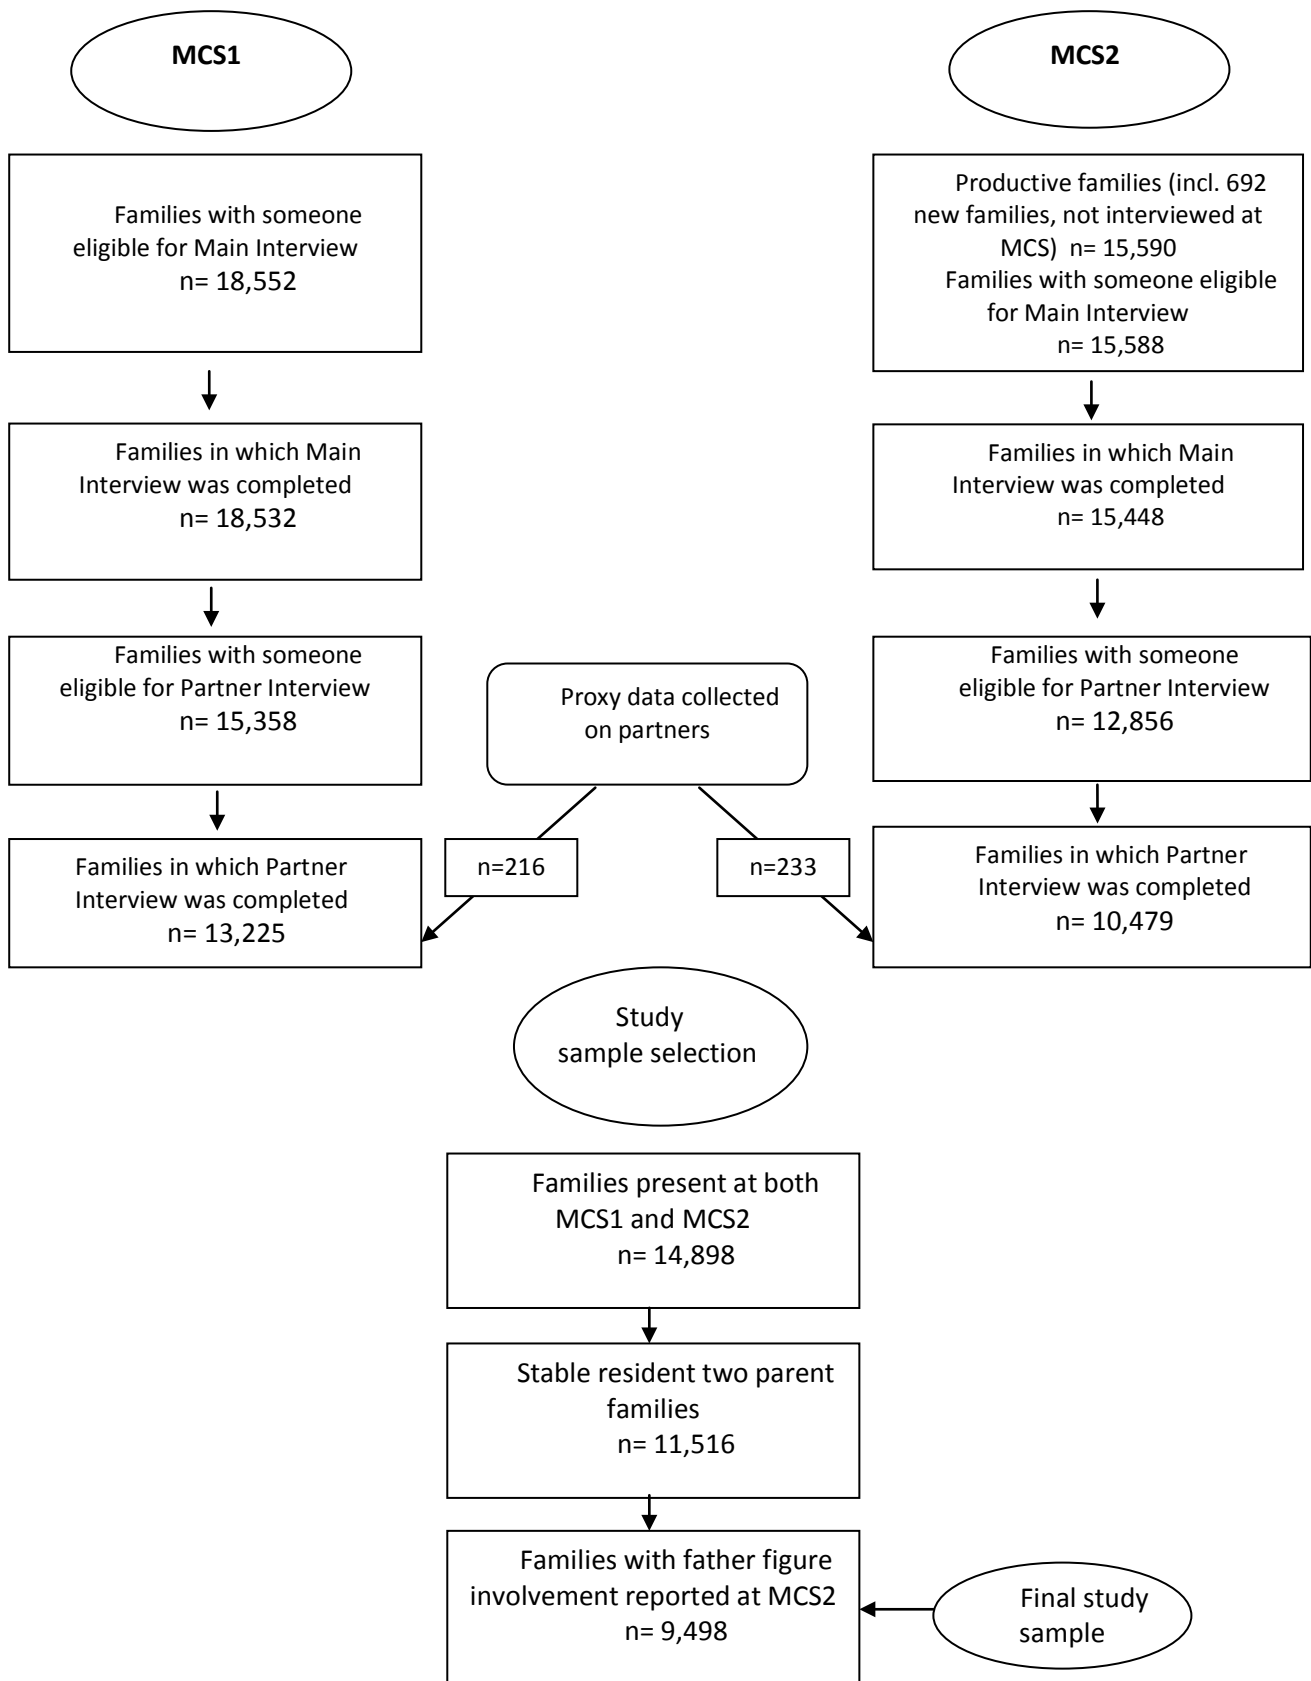 MCS1
MCS2
Families with someone
eligible for Main Interview
n= 18,552
Productive families (incl. 692
new families, not interviewed at
MCS)  n= 15,590
Families with someone eligible
for Main Interview
n= 15,588
Families in which Main
Interview was completed
n= 18,532
Families in which Main
Interview was completed
n= 15,448
Families with someone
eligible for Partner Interview
n= 15,358
Proxy data collected
on partners
Families with someone
eligible for Partner Interview
n= 12,856
Families in which Partner
Interview was completed
n= 13,225
n=216
n=233
Families in which Partner
Interview was completed
n= 10,479
Study
sample selection
Families present at both
MCS1 and MCS2
n= 14,898
Stable resident two parent
families
n= 11,516
Families with father figure
involvement reported at MCS2
n= 9,498
Final study
sample